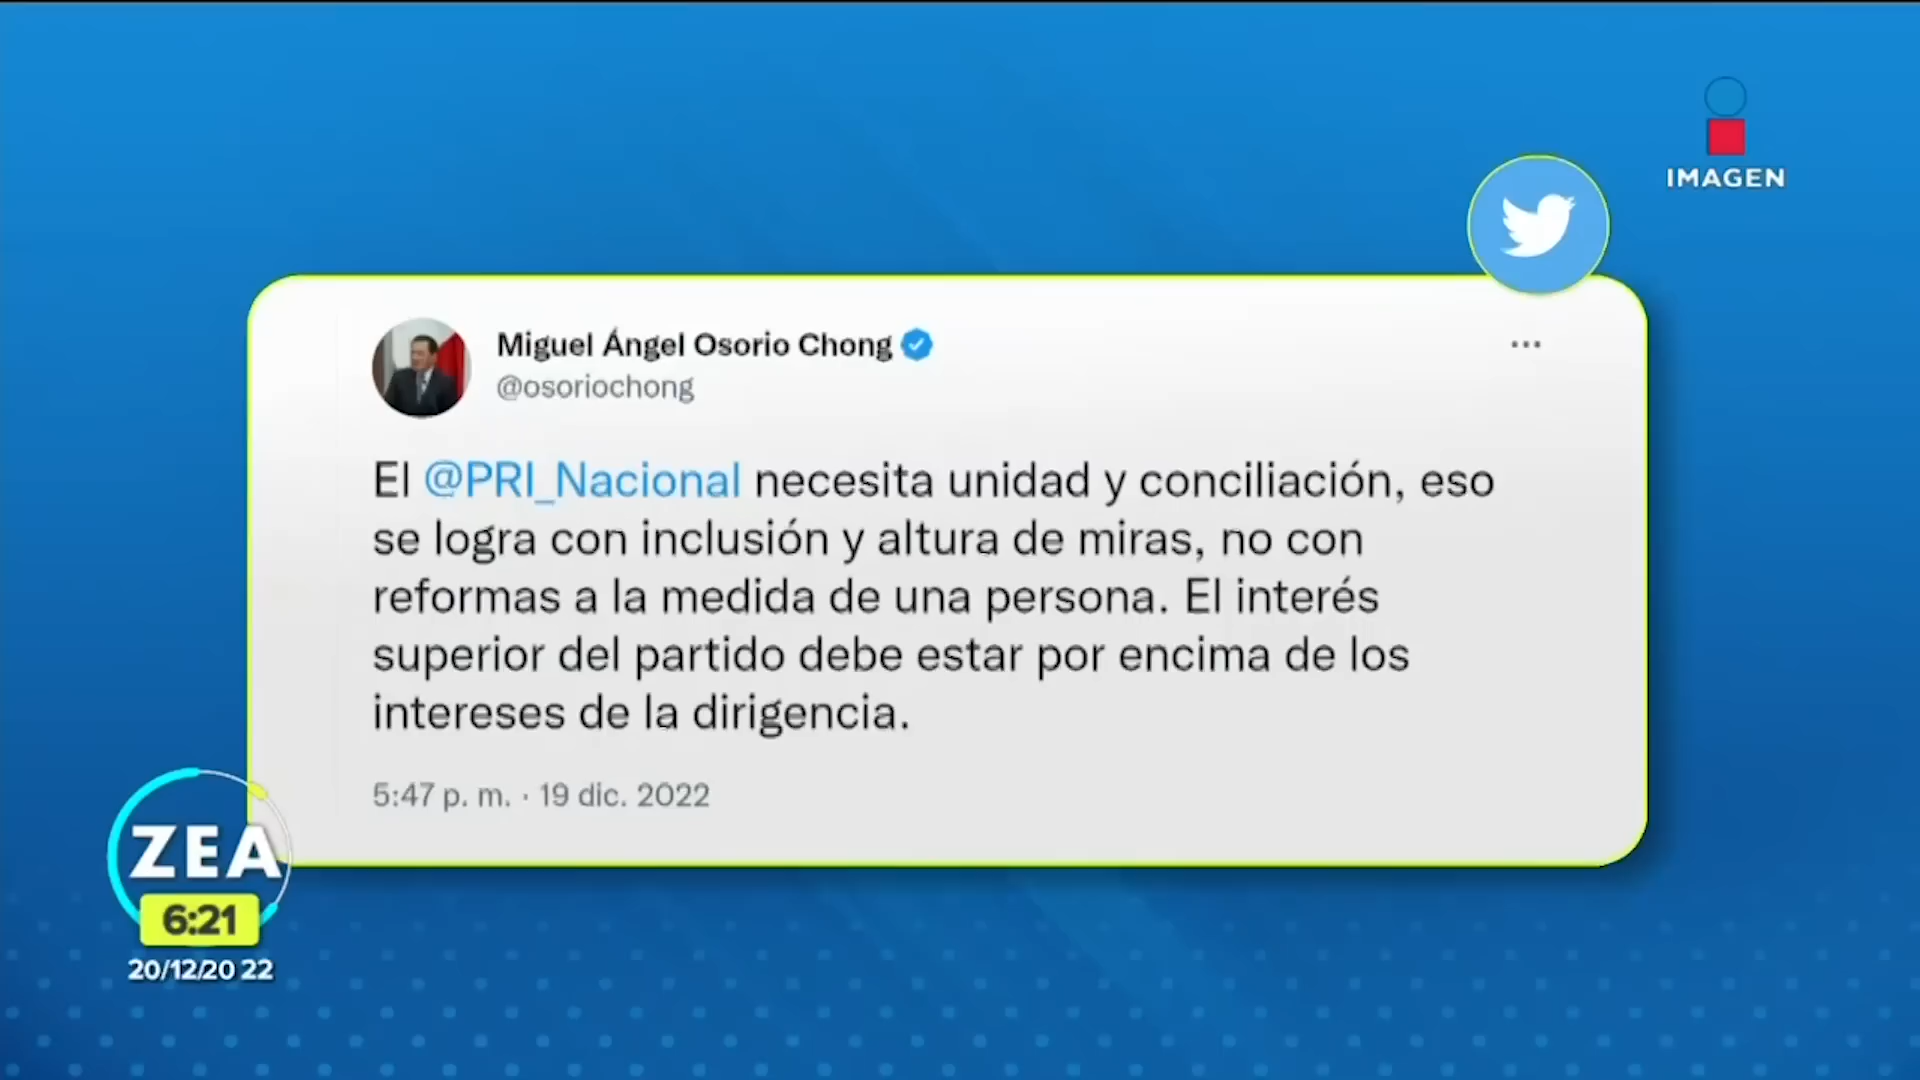 IMAGEN
Miguel Ángel Osorio Chong
@osoriochong
El @PRI_Nacional necesita unidad y conciliación, eso
se logra con inclusión y altura de miras, no con
reformas a la medida de una persona. El interés
superior del partido debe estar por encima de los
intereses de la dirigencia.
5:47 p. m. · 19 dic. 2022
ZEA
6:21
20/12/20 22